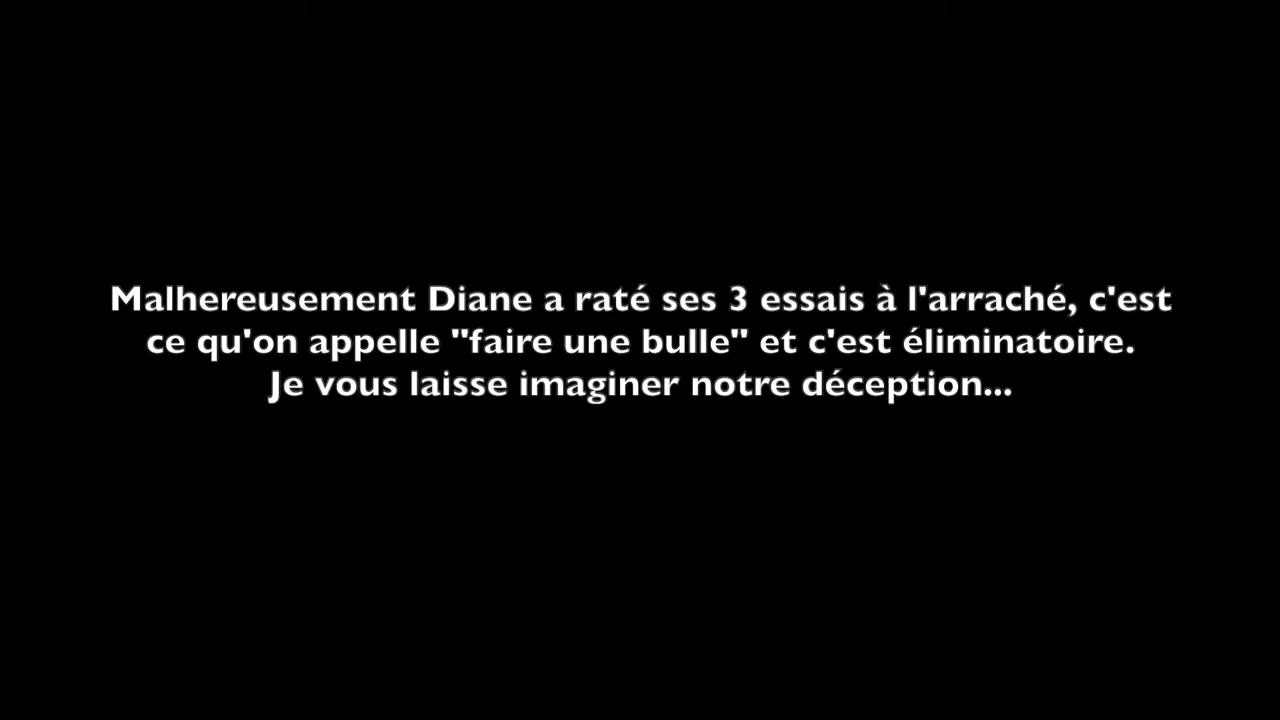 Malhereusement Diane a raté ses 3 essais à l'arraché, c'est
ce qu'on appelle "faire une bulle" et c'est éliminatoire.
Je vous laisse imaginer notre déception...